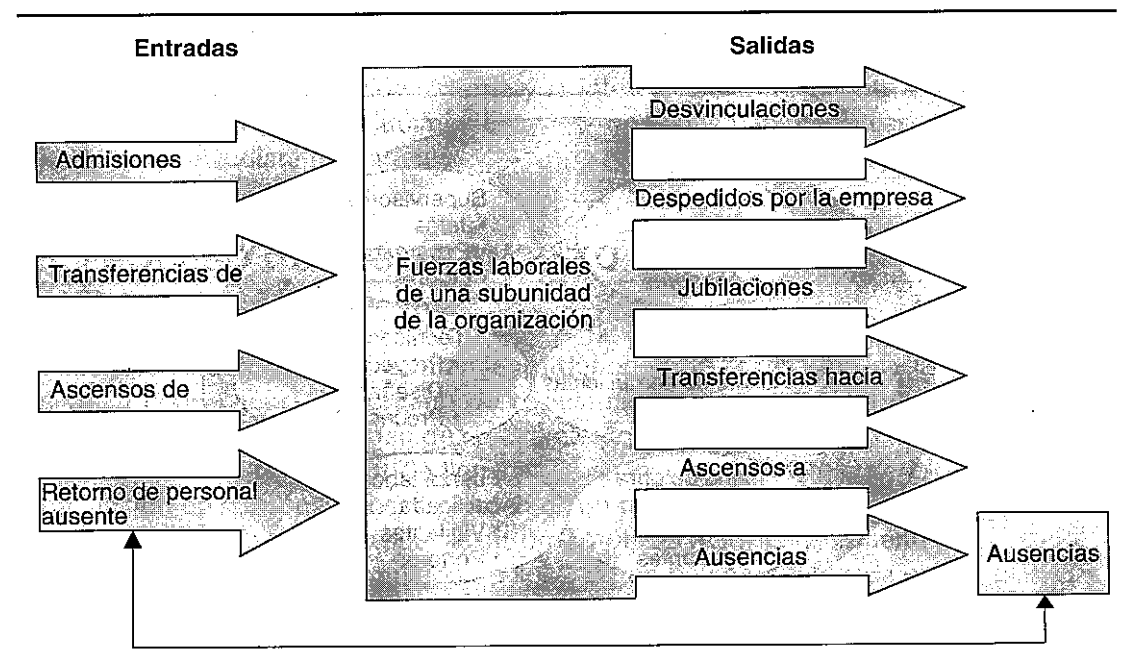 Entradas
Salidas
Admisiones
Transferencias de
Ascensos de
Retorno de personal
ausente
Fuerzas laborales
de una subunidad
de la organización
Desvinculaciones
Despedidos por la empresa
Jubilaciones
Transferencias hacia
Ascensos a
Ausencias
Ausencias